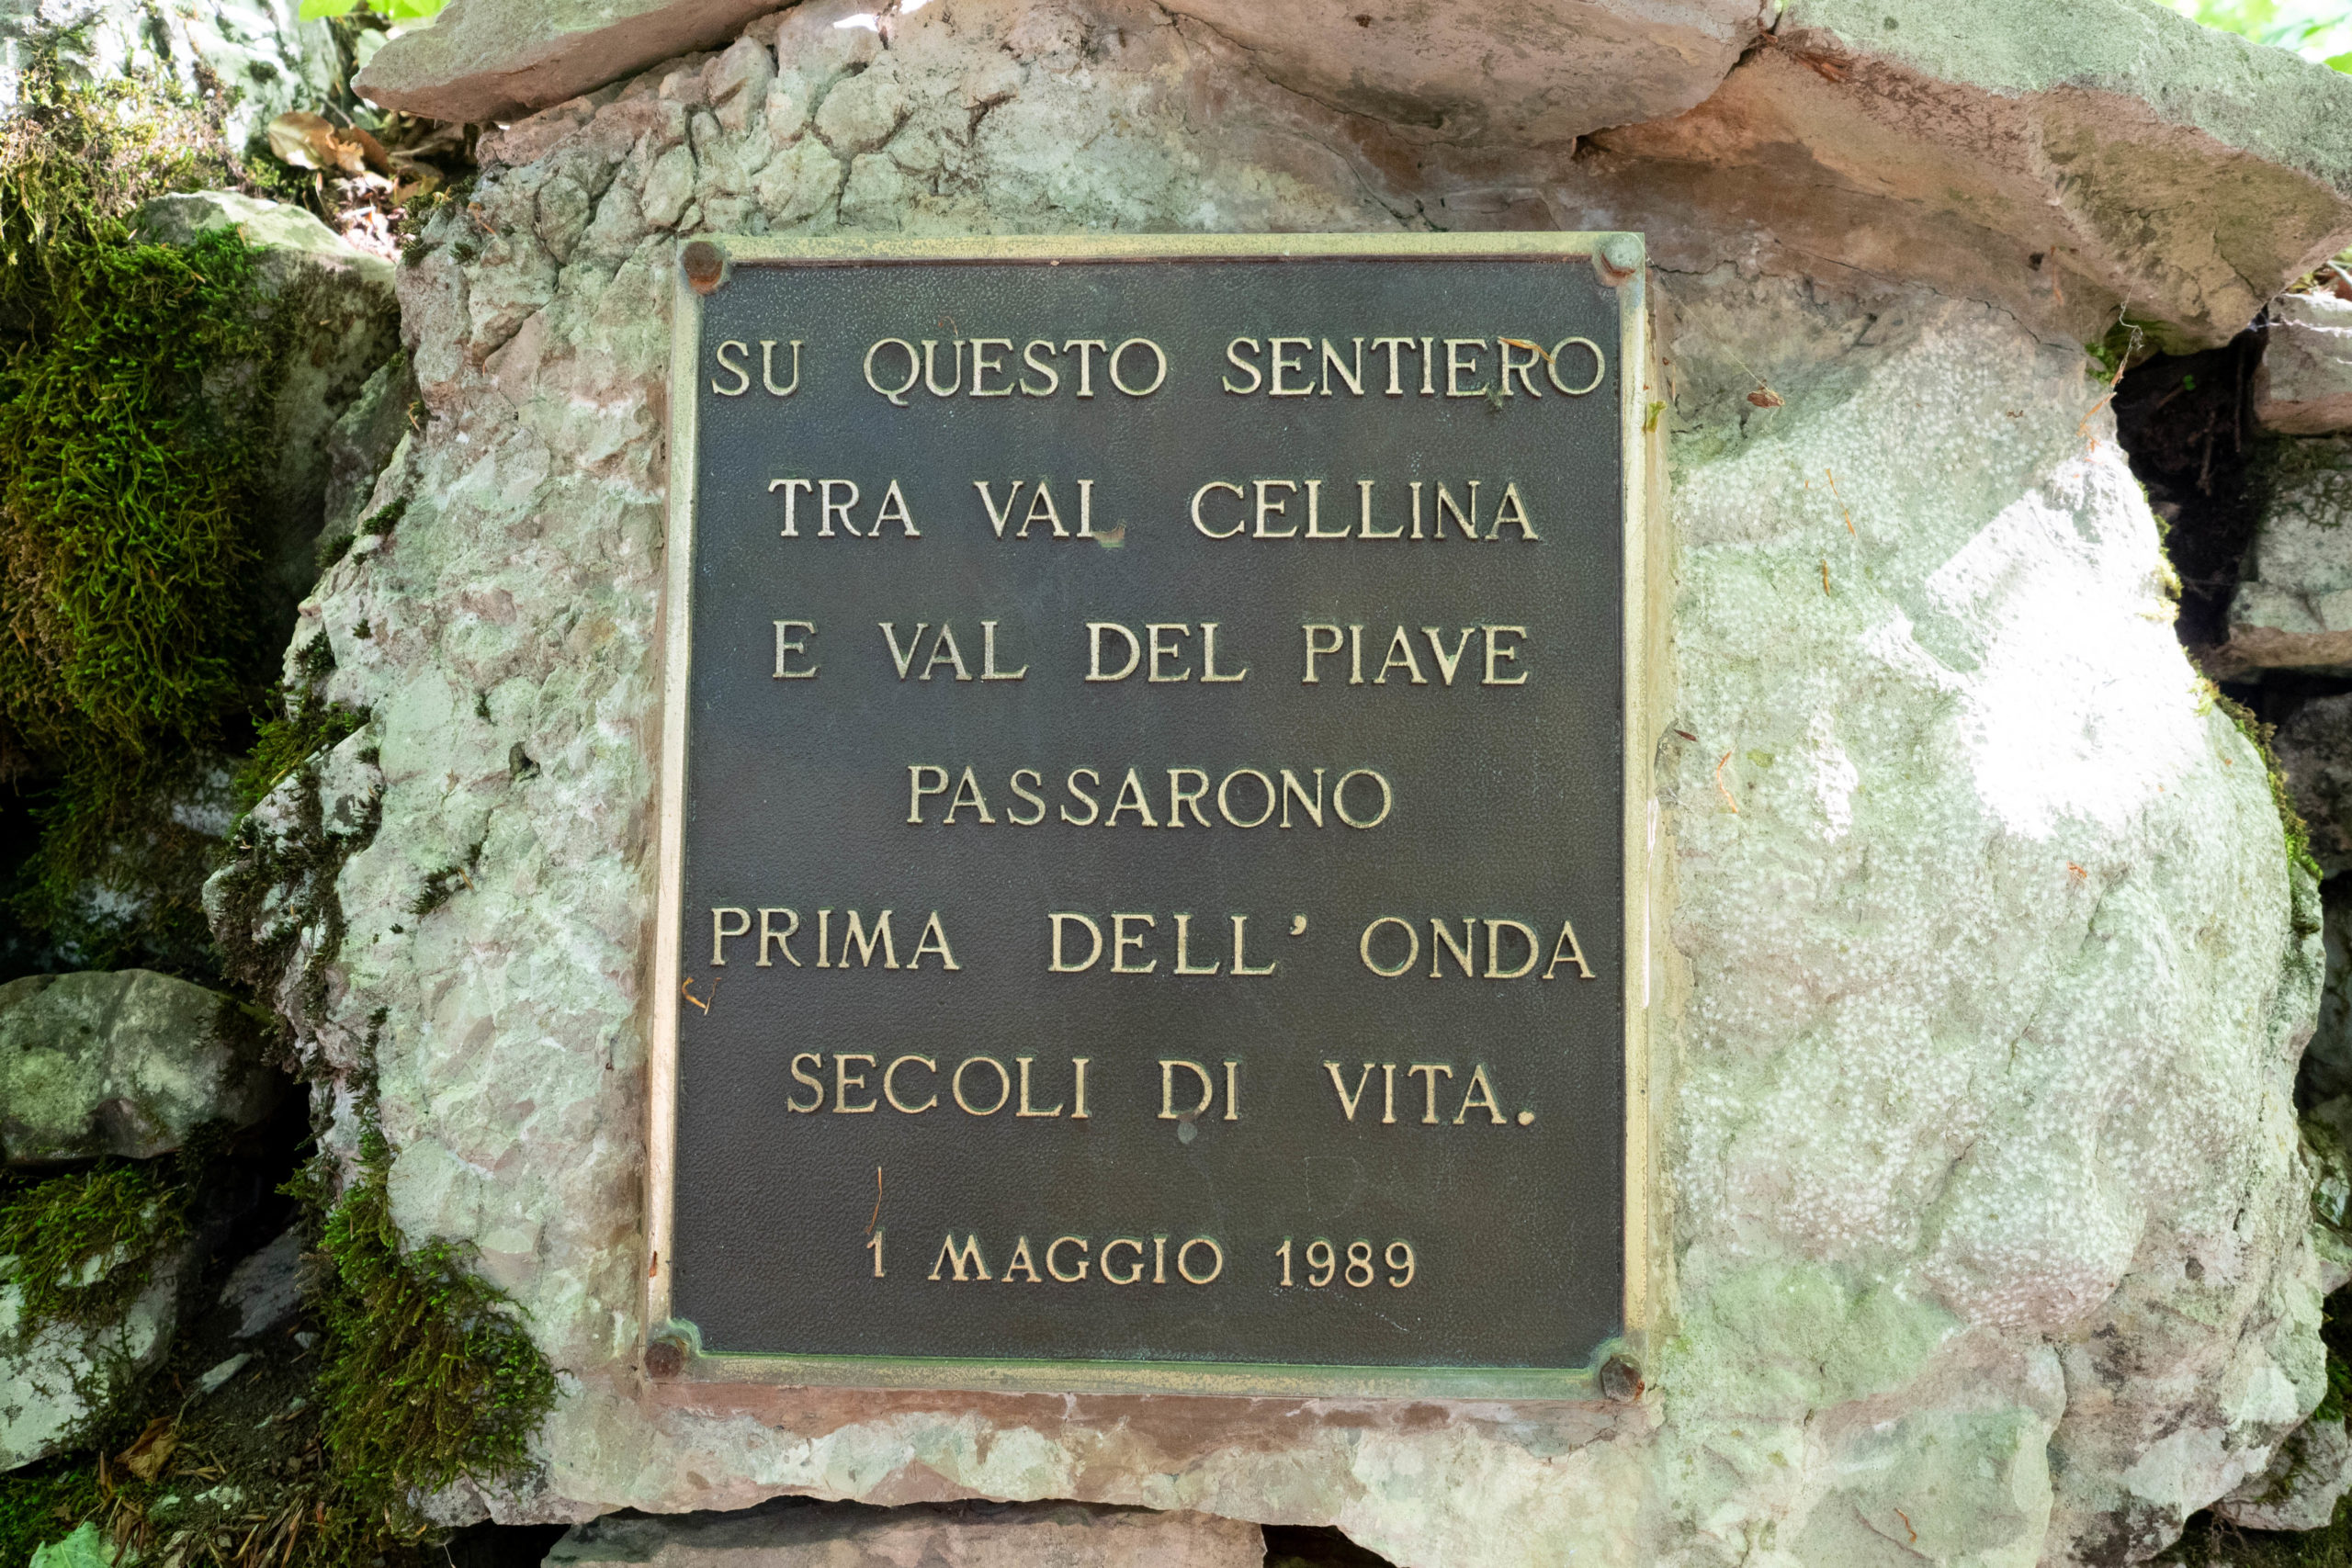 SU QUESTO SENTIERO
TRA VAL CELLINA
E VAL DEL PIAVE
PASSARONO
PRIMA DELL' ONDA
SECOLI DI VITA.
1 MAGGIO 1989